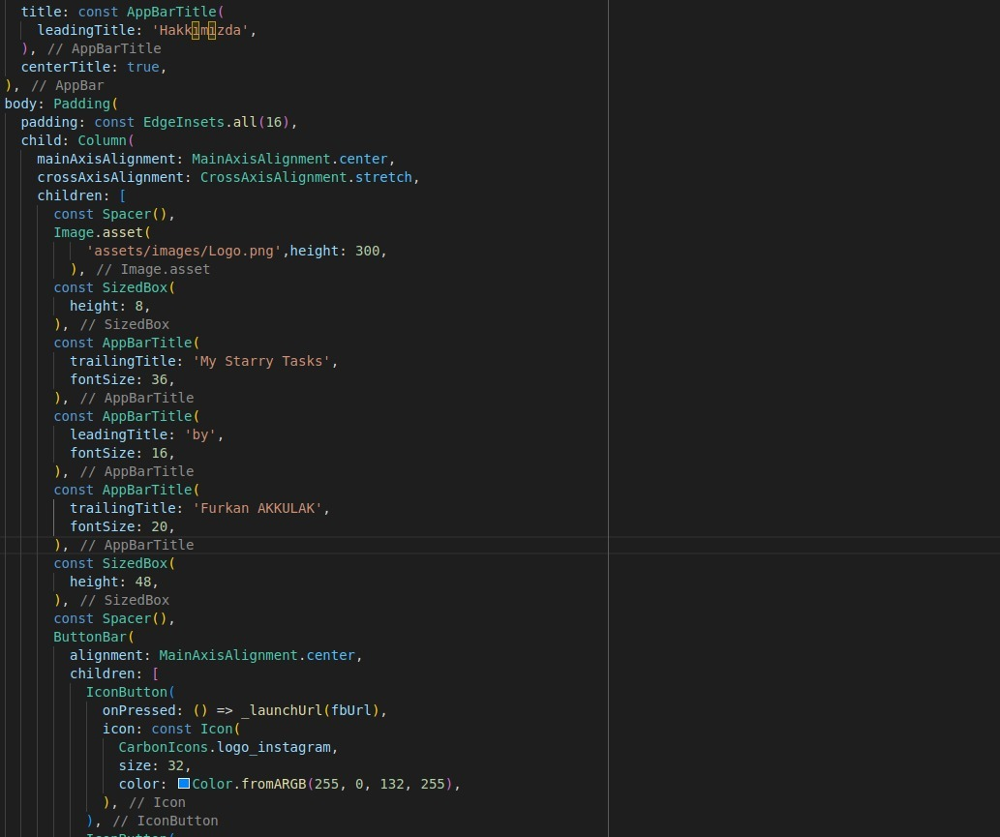 title: const AppBarTitle(
leadingTitle: 'Hakkımızda',
), // AppBarTitle
centerTitle: true,
), // AppBar
body: Padding(
padding: const EdgeInsets.all(16),
child: Column(
mainAxisAlignment: MainAxisAlignment.center,
crossAxisAlignment: CrossAxisAlignment.stretch,
children: [
const Spacer(),
Image.asset(
'assets/images/Logo.png',height: 300,
), // Image.asset
const SizedBox(
height: 8,
), // SizedBox
const AppBarTitle(
trailingTitle: 'My Starry Tasks',
fontSize: 36,
), // AppBarTitle
const AppBarTitle(
leadingTitle: 'by',
fontSize: 16,
), // AppBarTitle
const AppBarTitle(
trailingTitle: 'Furkan AKKULAK',
fontSize: 20,
), // AppBarTitle
const SizedBox(
height: 48,
), // SizedBox
const Spacer(),
ButtonBar(
alignment: MainAxisAlignment.center,
children: [
IconButton(
onPressed: () => _launchUrl(fbUrl),
icon: const Icon(
CarbonIcons.logo_instagram,
size: 32,
color: Color.fromARGB(255, 0, 132, 255),
), // Icon
), // IconButton
IconButton(